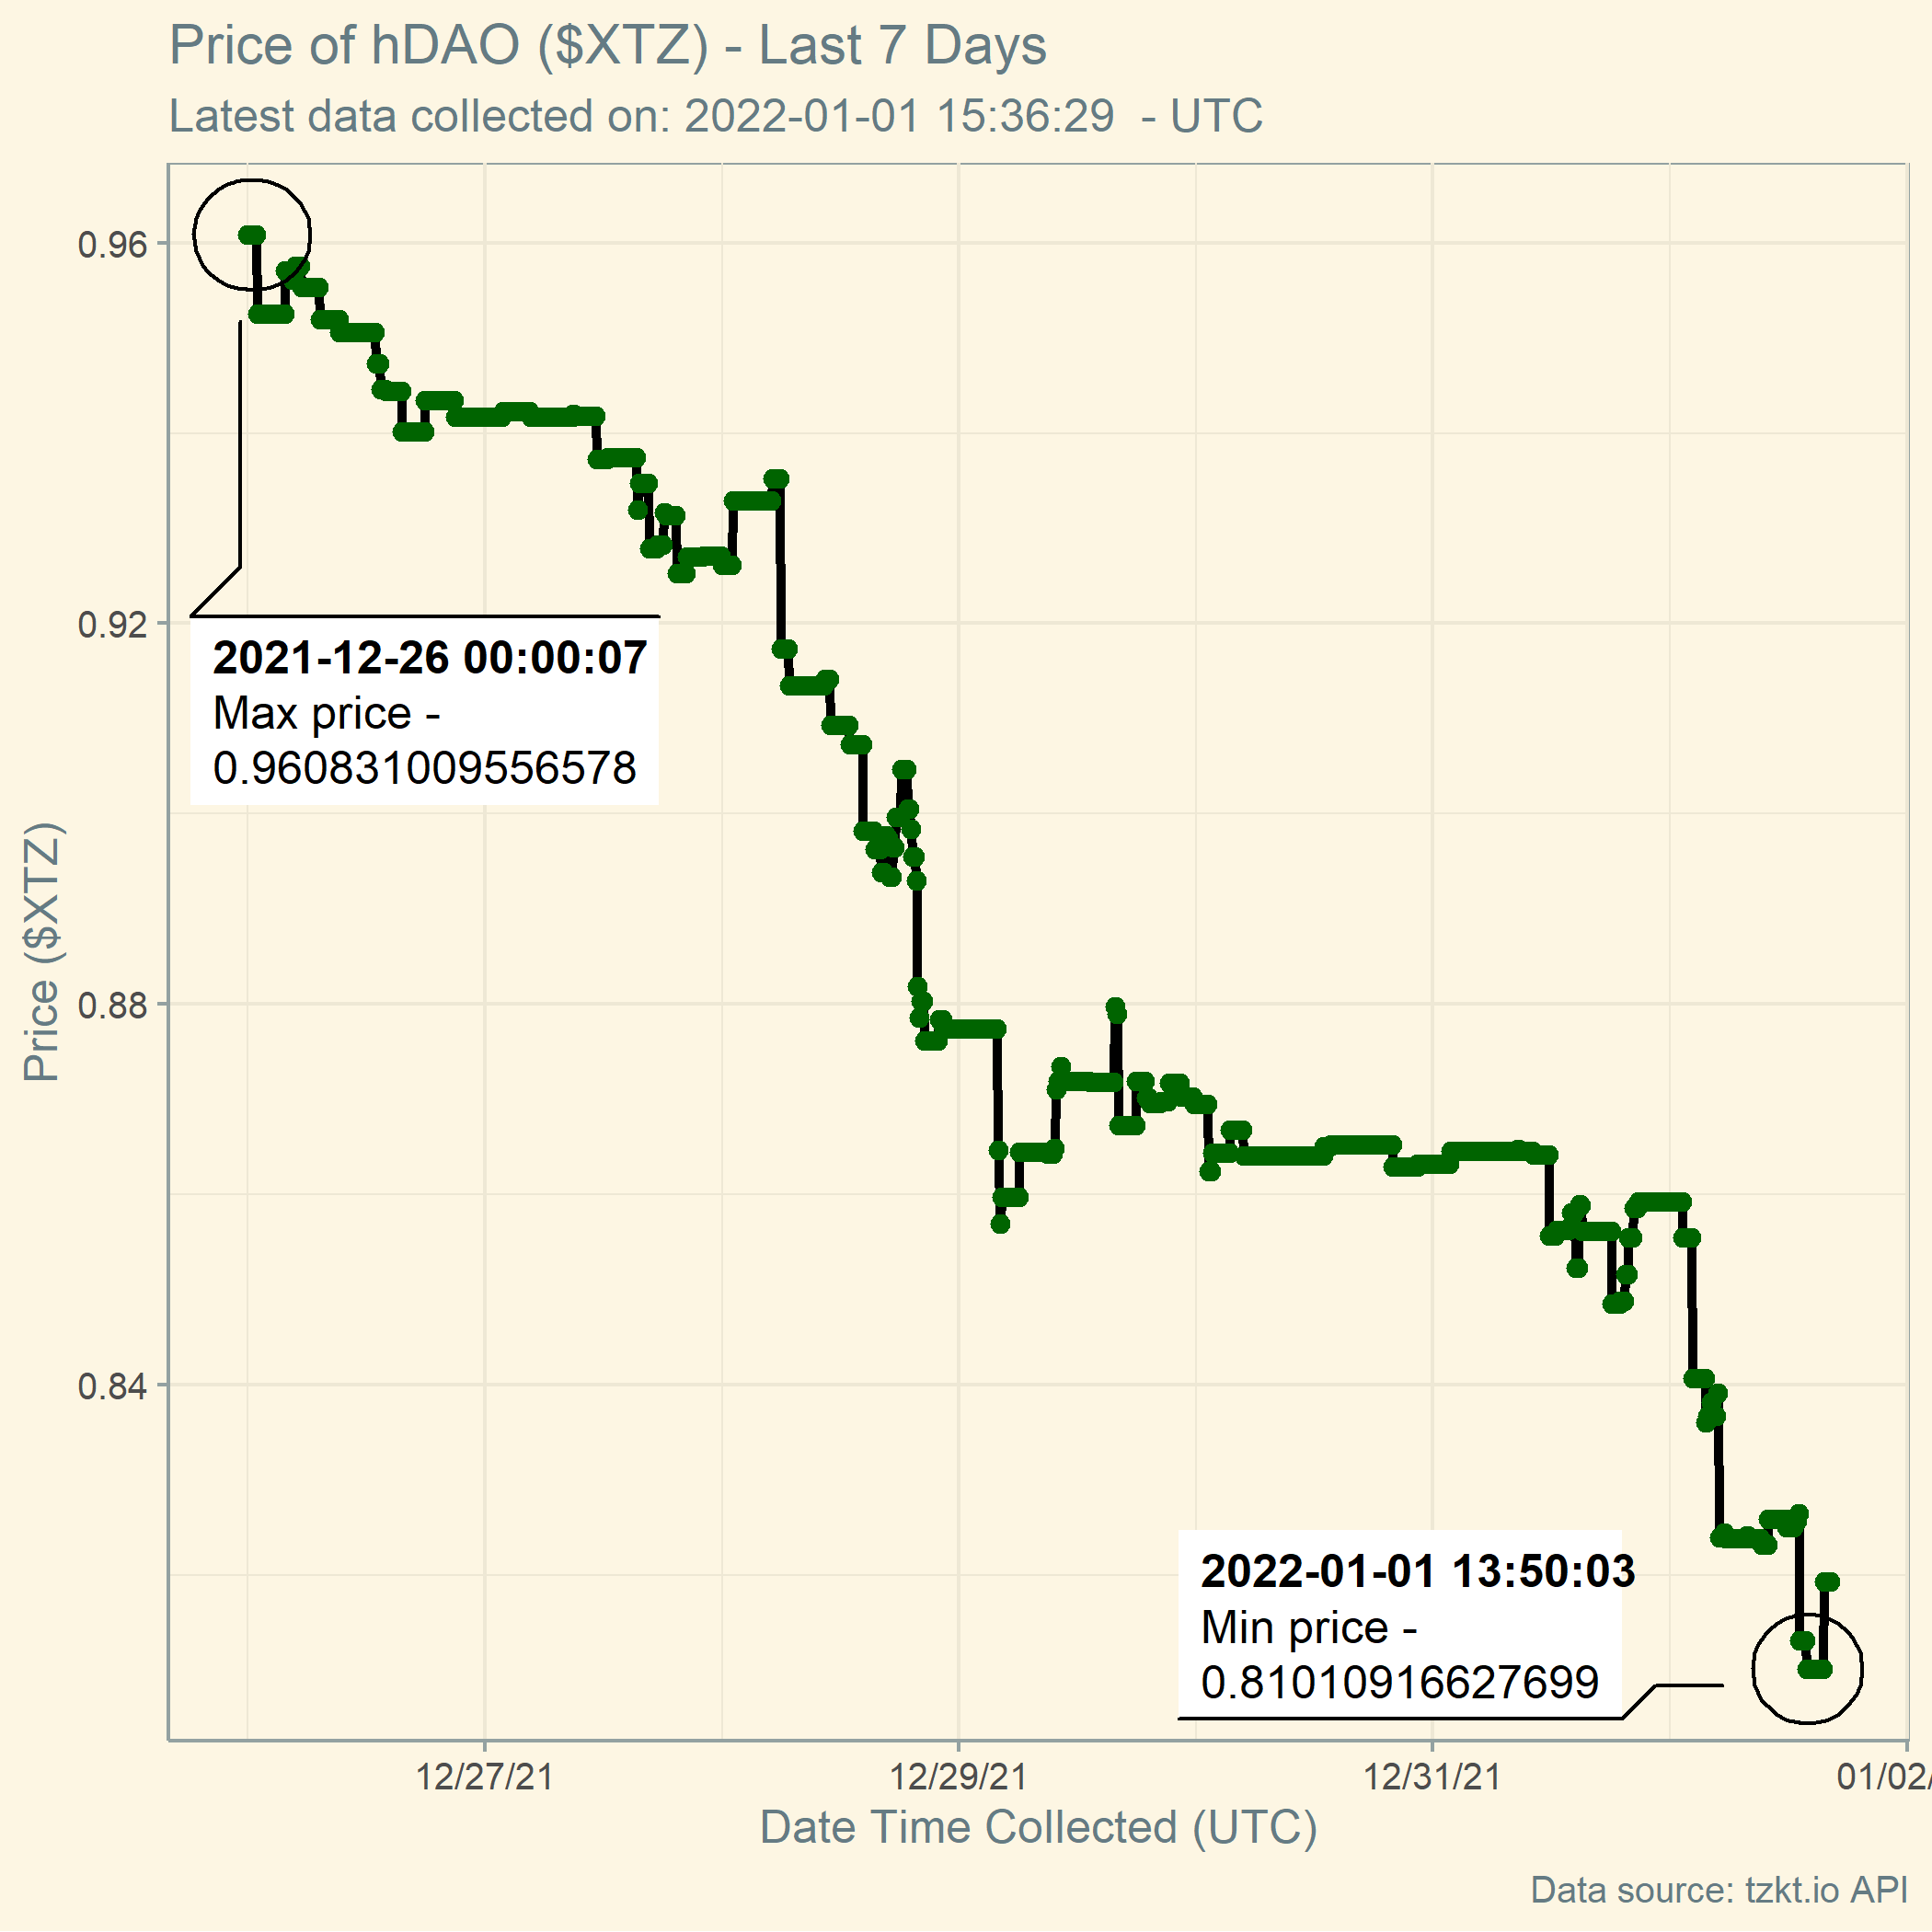 Price of hDAO ($XTZ) - Last 7 Days
Latest data collected on: 2022-01-01 15:36:29  - UTC
0.96
0.92
0.88
0.84
Price ($XTZ)
2021-12-26 00:00:07
Max price -
0.960831009556578
2022-01-01 13:50:03
Min price -
0.81010916627699
12/27/21
12/29/21
12/31/21
01/02/
Date Time Collected (UTC)
Data source: tzkt.io API